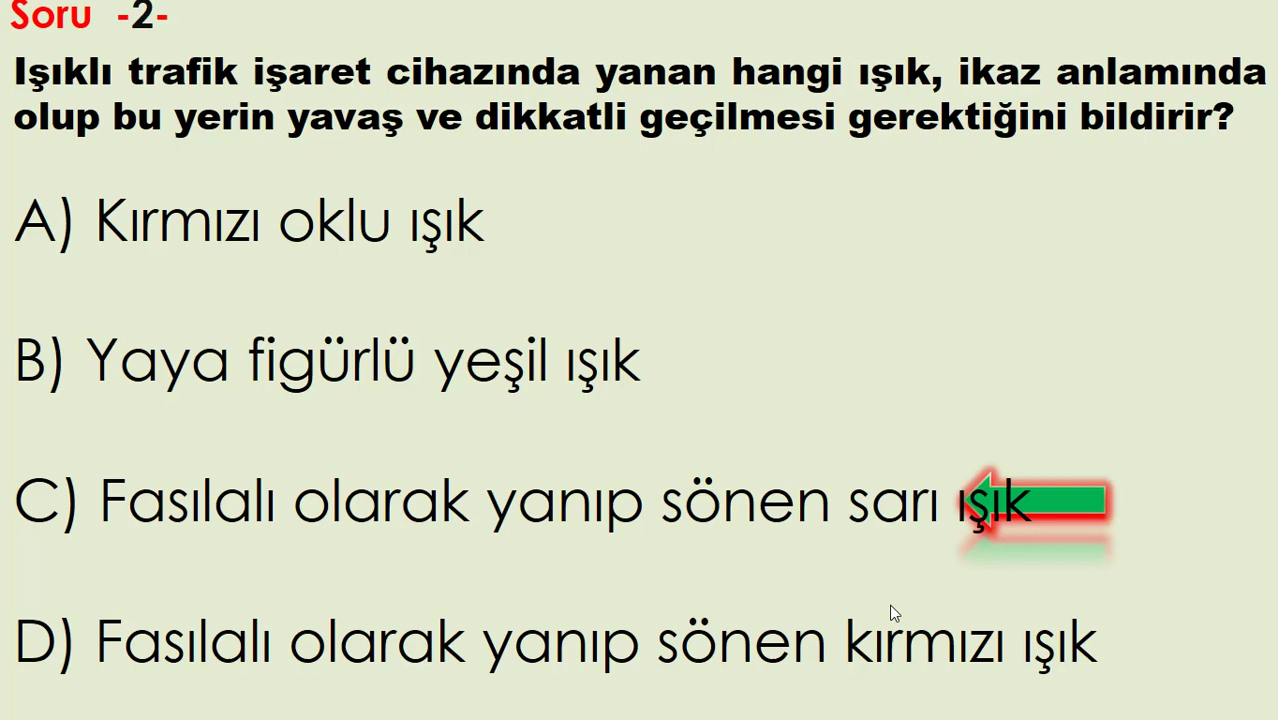 Soru -2-
Işıklı trafik işaret cihazında yanan hangi ışık, ikaz anlamında
olup bu yerin yavaş ve dikkatli geçilmesi gerektiğini bildirir?
A) Kırmızı oklu ışık
B) Yaya figürlü yeşil ışık
C) Fasılalı olarak yanıp sönen sarı ışık
D) Fasılalı olarak yanıp sönen kırmızı ışık